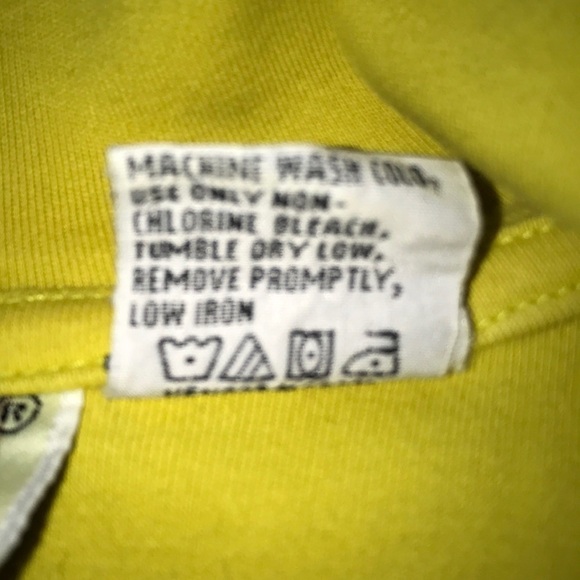 MACHINE WASH COLD,
USE ONLY NON-
CHLORINE BLEACH.
TUMBLE DRY LOW.
REMOVE PROMPTLY,
LOW IRON